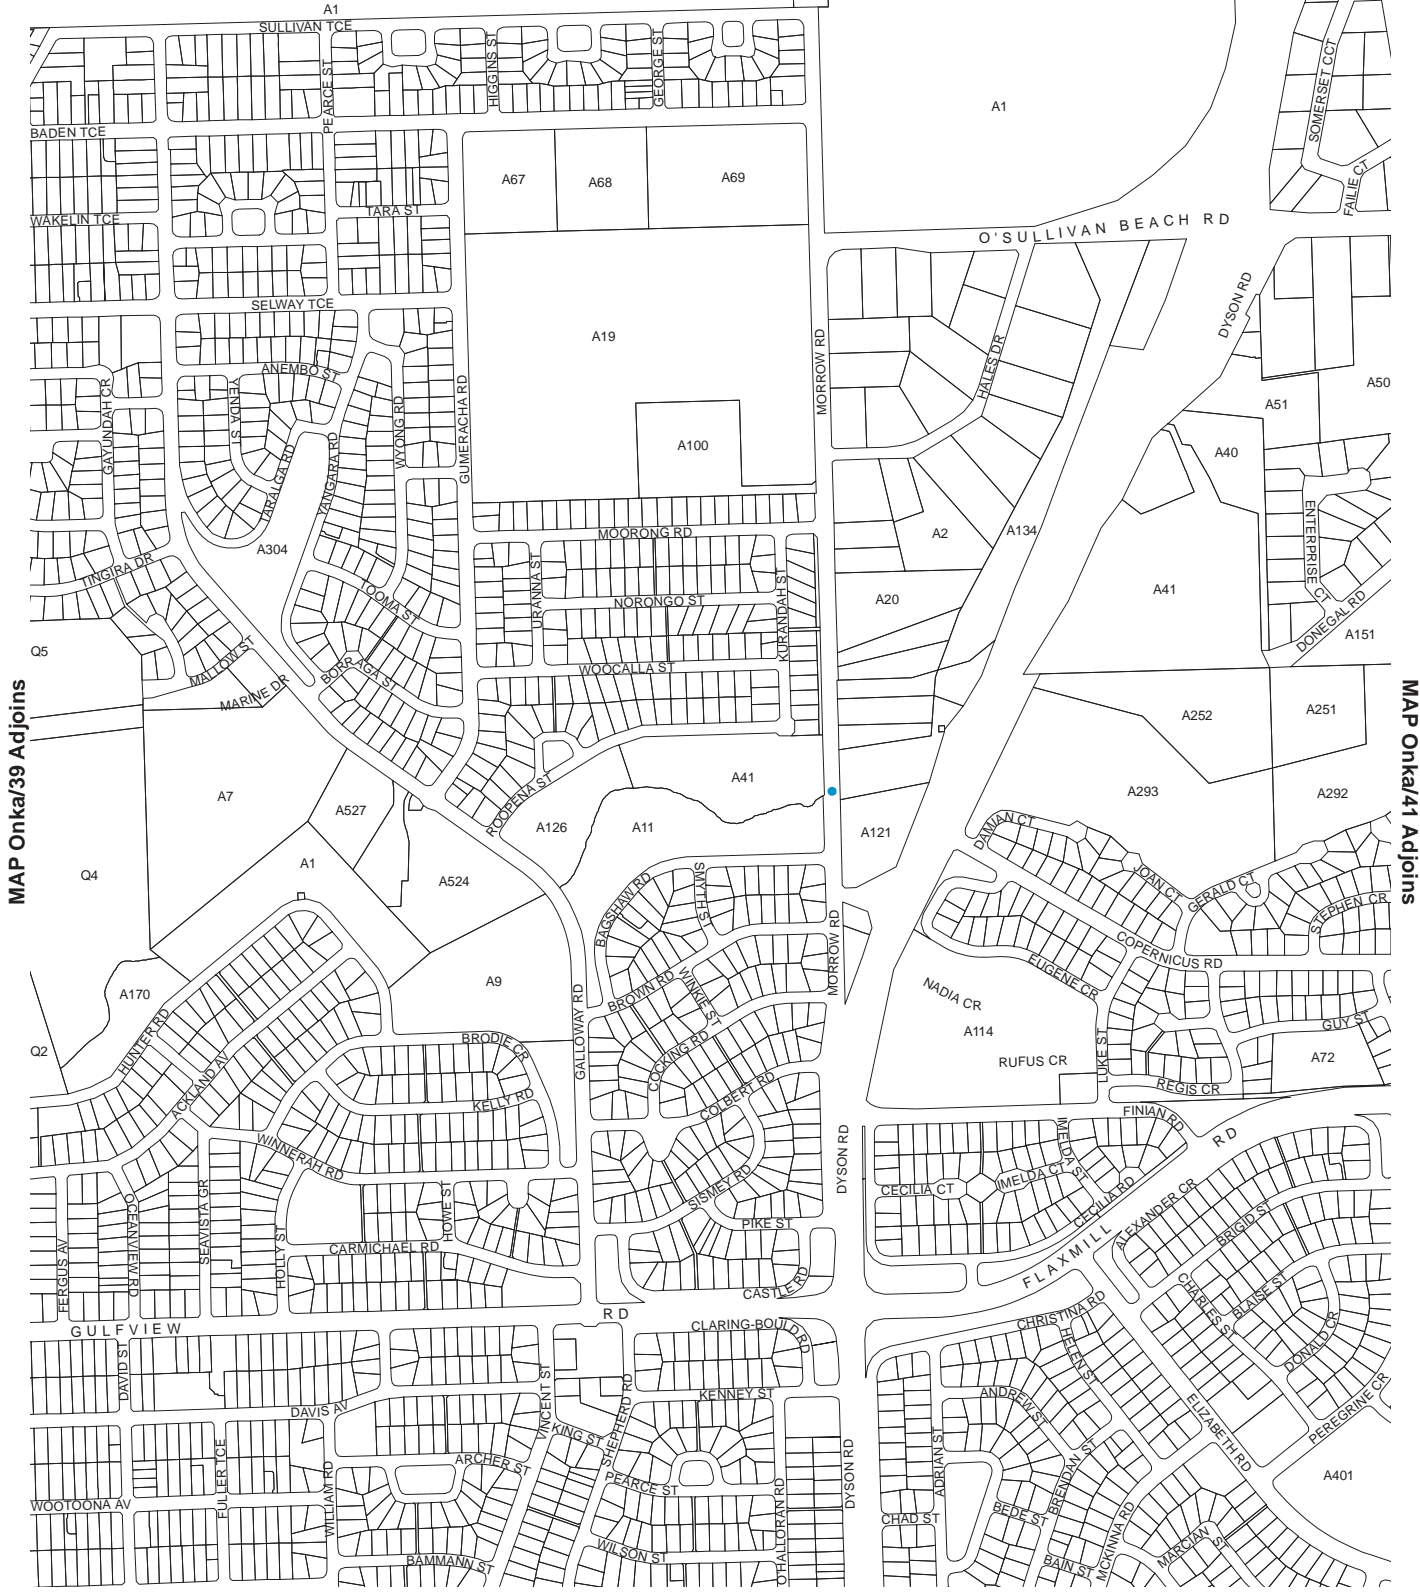 A1
SULLIVAN TCE
HIGGINS ST
GEORGE ST
PEARCE ST
A1
SOMERSET CCT
BADEN TCE
FAILIE CT
A67
A68
A69
TARA ST
WAKELIN TCE
O'SULLIVAN BEACH RD
SELWAY TCE
DYSON RD
A19
MORROW RD
HALES DR
ANEMBO ST
YENDA ST
GAYUNDAH CR
WYONG RD
GUMERACHA RD
A50
A51
A100
A40
YARALGA RD
YANGARA RD
MOORONG RD
A2
A134
ENTERPRISE CT
A304
TINGIRA DR
URANNA ST
KURANDAH ST
TOOMA ST
NORONGO ST
A20
A41
DONEGAL RD
A151
Q5
MALLOW ST
BORRAGA ST
WOOCALLA ST
MARINE DR
MAP Onka/39 Adjoins
MAP Onka/41 Adjoins
A252
A251
A7
A527
ROOPENA ST
A41
A293
A292
A126
A11
A121
DAMIAN CT
Q4
A1
A524
BAGSHAW RD
SMYTH ST
JOAN CT
GERALD CT
STEPHEN CR
MORROW RD
COPERNICUS RD
A170
A9
GALLOWAY RD
BROWN RD
WINKIE ST
EUGENE CR
NADIA CR
A114
GUY ST
Q2
HUNTER RD
BRODIE CR
COCKING RD
RUFUS CR
LUKE ST
A72
ACKLAND AV
KELLY RD
COLBERT RD
REGIS CR
FINIAN RD
RD
WINNERAH RD
IMELDA ST
DYSON RD
SEAVISTA GR
OCEANVIEW RD
HOWE ST
SISMEY RD
CECILIA CT
IMELDA CT
CECILIA RD
ALEXANDER CR
PIKE ST
BRIGID ST
FERGUS AV
HOLLY ST
CARMICHAEL RD
FLAXMILL
CASTLE RD
CHARLES ST
BLAISE ST
GULFVIEW
RD
CLARING-BOULD RD
CHRISTINA RD
HELEN ST
DONALD CR
DAVID ST
VINCENT ST
SHEPHERD RD
KENNEY ST
ANDREW ST
ELIZABETH RD
PEREGRINE CR
DAVIS AV
KING ST
FULLER TCE
ARCHER ST
PEARCE ST
DYSON RD
ADRIAN ST
BRENDAN ST
A401
WOOTOONA AV
WILLIAM RD
O'HALLORAN RD
CHAD ST
BEDE ST
MCKINNA RD
MARCIAN ST
BAMMANN ST
WILSON ST
BAIN ST